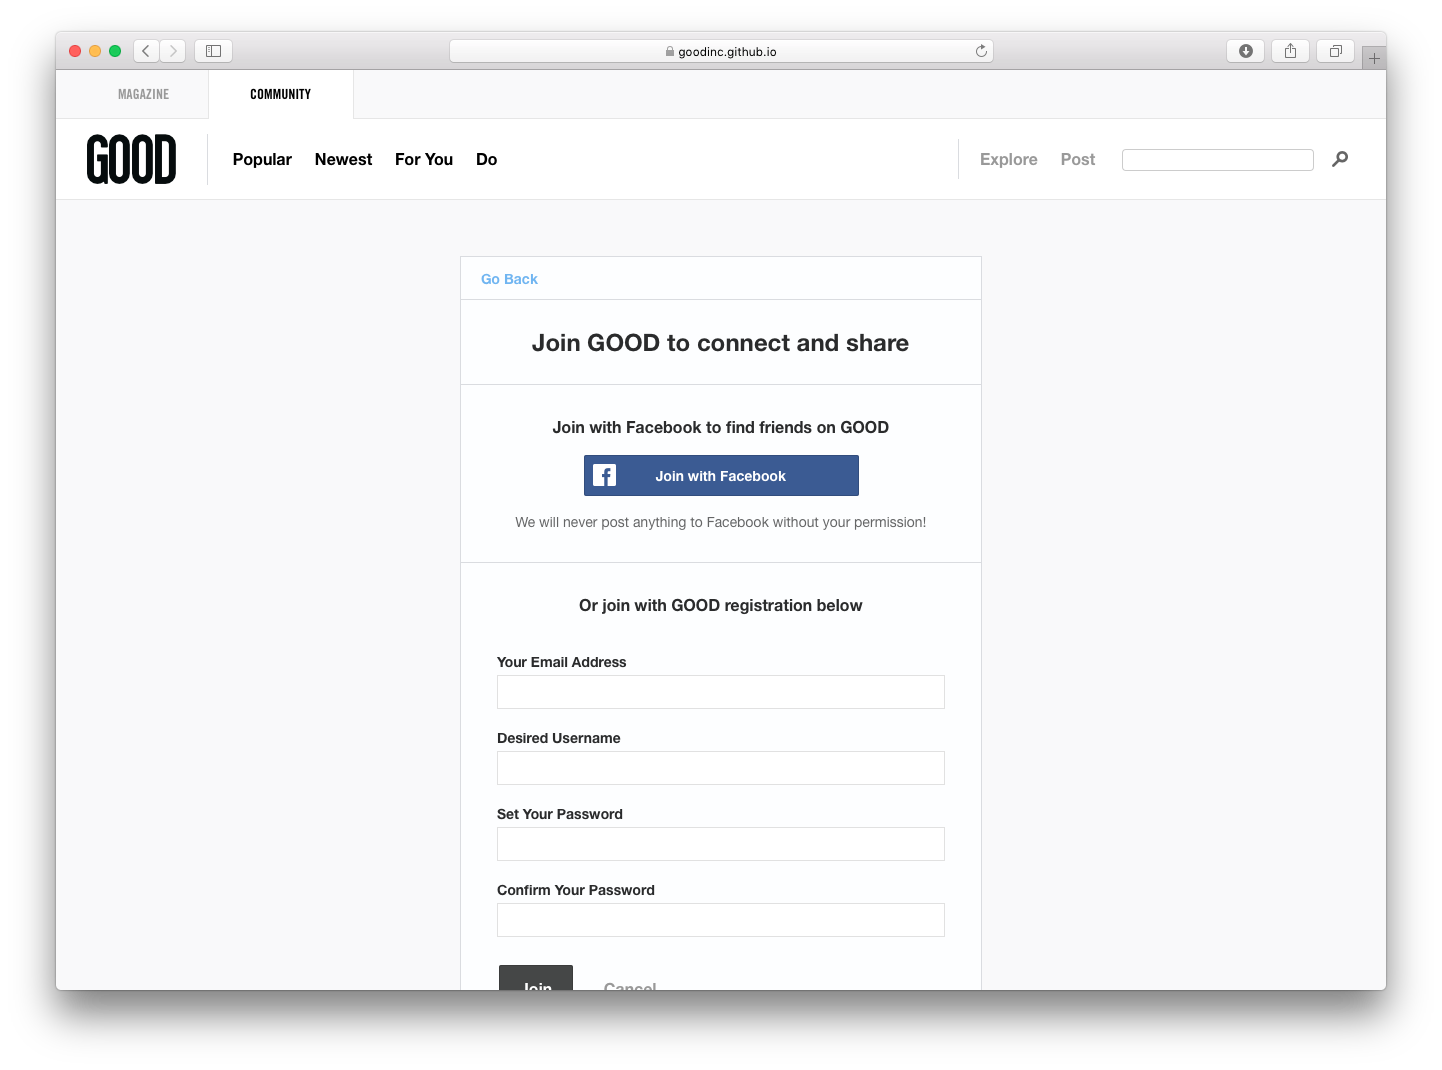 goodinc.github.io
MAGAZINE
COMMUNITY
GOOD
Popular
Newest
For You
Do
Explore
Post
Go Back
Join GOOD to connect and share
Join with Facebook to find friends on GOOD
Join with Facebook
We will never post anything to Facebook without your permission!
Or join with GOOD registration below
Your Email Address
Desired Username
Set Your Password
Confirm Your Password
Join
Cancel